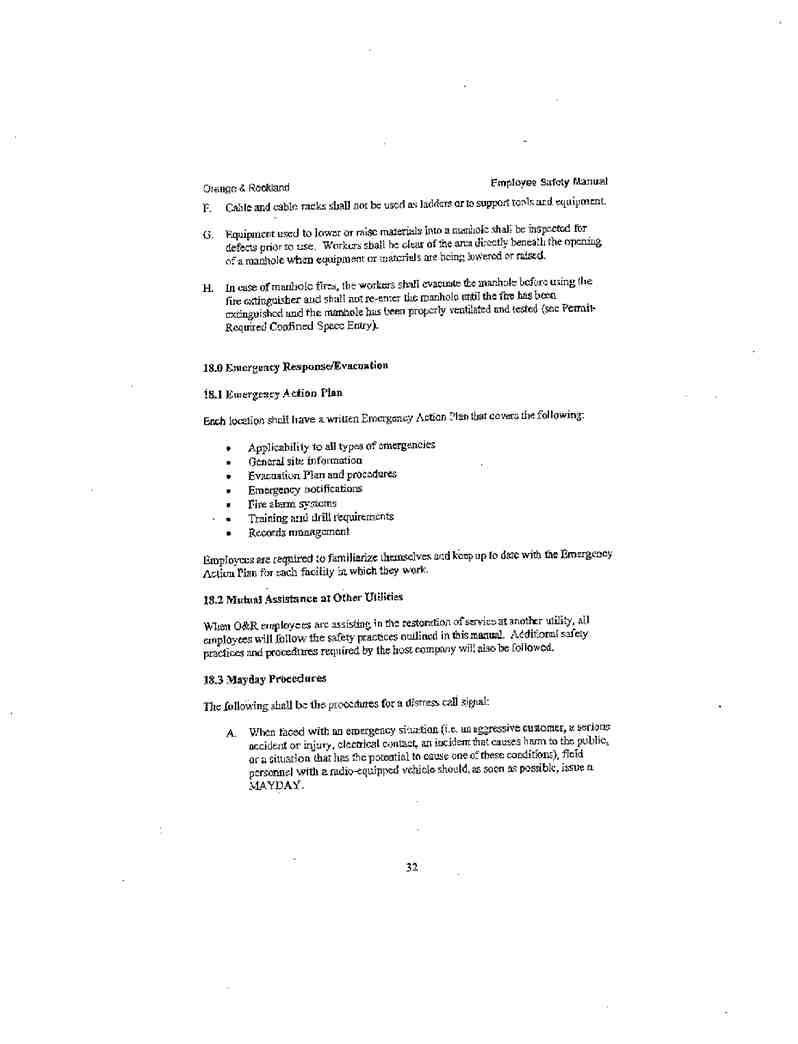 Orange & Rockland
Employee Safety Manual
F. Cable and cable racks shall not be used as ladders or to support tools and equipment.
G. Equipment used to lower or raise materials into a manhole shall be inspected for
defects prior to use. Workers shall be clear of the area directly beneath the opening
of a manhole when equipment or materials are being lowered or raised.
H. In case of manhole fires, the workers shall evacuate the manhole before using the
fire extinguisher and shall not re-enter the manhole until the fire has been
extinguished and the manhole has been properly ventilated and tested (see Permit-
Required Confined Space Entry).
18.0 Emergency Response/Evacuation
18.1 Emergency Action Plan
Each location shall have a written Emergency Action Plan that covers the following:
• Applicability to all types of emergencies
• General site information
• Evacuation Plan and procedures
• Emergency notifications
• Fire alarm systems
• Training and drill requirements
• Records management
Employees are required to familiarize themselves and keep up to date with the Emergency
Action Plan for each facility in which they work.
18.2 Mutual Assistance at Other Utilities
When O&R employees are assisting in the restoration of service at another utility, all
employees will follow the safety practices outlined in this manual. Additional safety
practices and procedures required by the host company will also be followed.
18.3 Mayday Procedures
The following shall be the procedures for a distress call signal:
A. When faced with an emergency situation (i.e. an aggressive customer, a serious
accident or injury, electrical contact, an incident that causes harm to the public,
or a situation that has the potential to cause one of these conditions), field
personnel with a radio-equipped vehicle should, as soon as possible, issue a
MAYDAY.
32